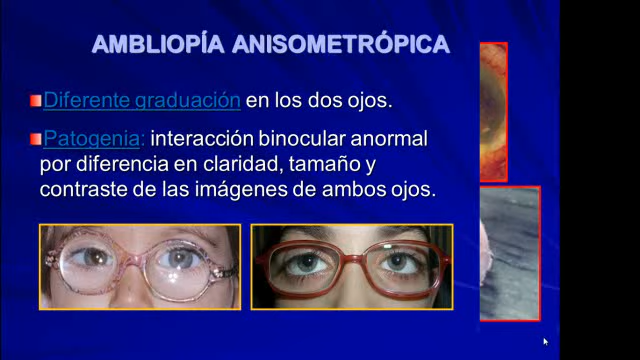 AMBLIOPÍA ANISOMETRÓPICA
Diferente graduación en los dos ojos.
Patogenia: interacción binocular anormal
por diferencia en claridad, tamaño y
contraste de las imágenes de ambos ojos.